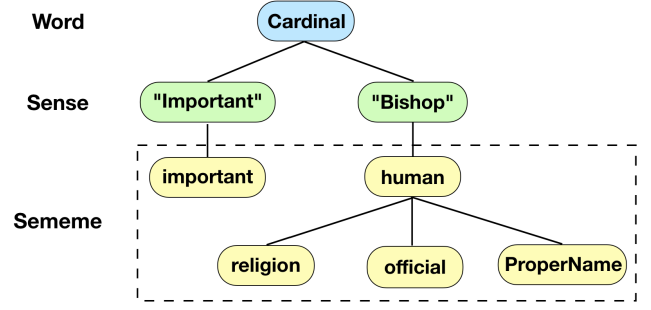 Word
Cardinal
Sense
"Important"
"Bishop"
Sememe
important
human
religion
official
ProperName